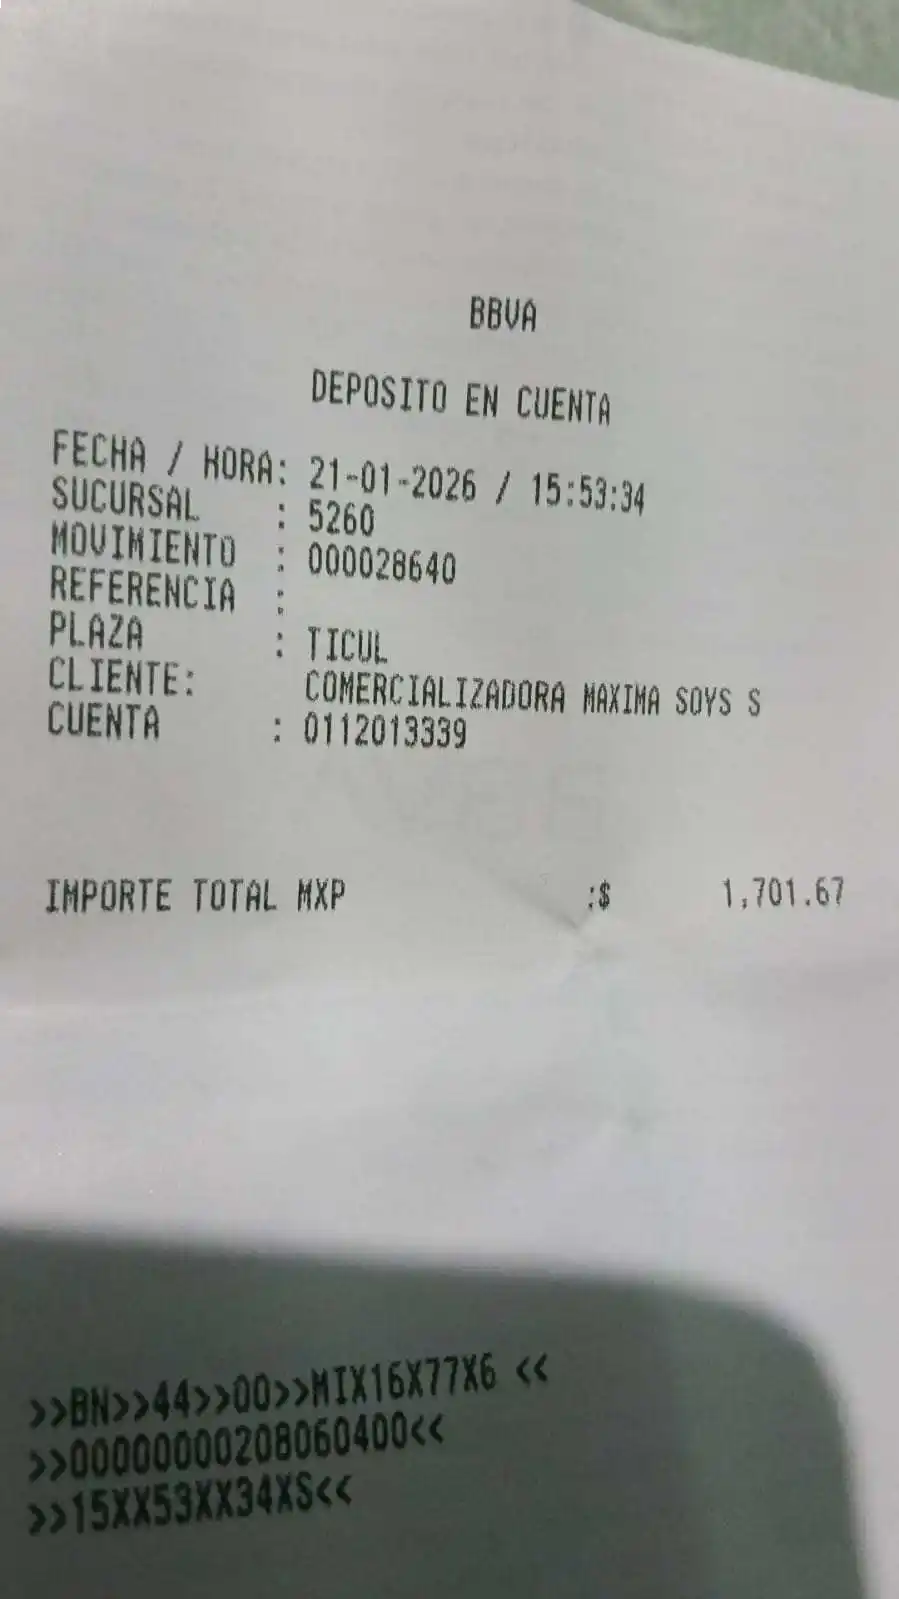 BBVA
DEPOSITO EN CUENTA
FECHA / HORA: 21-01-2026 / 15:53:34
SUCURSAL : 5260
MOVIMIENTO : 000028640
REFERENCIA :
PLAZA : TICUL
CLIENTE: COMERCIALIZADORA MAXIMA SOYS S
CUENTA : 0112013339
IMPORTE TOTAL MXP :$ 1,701.67
>>BN>>44>>00>>MIX16X77X6 <<
>>00000000208060400<<
>>15XX53XX34XS<<